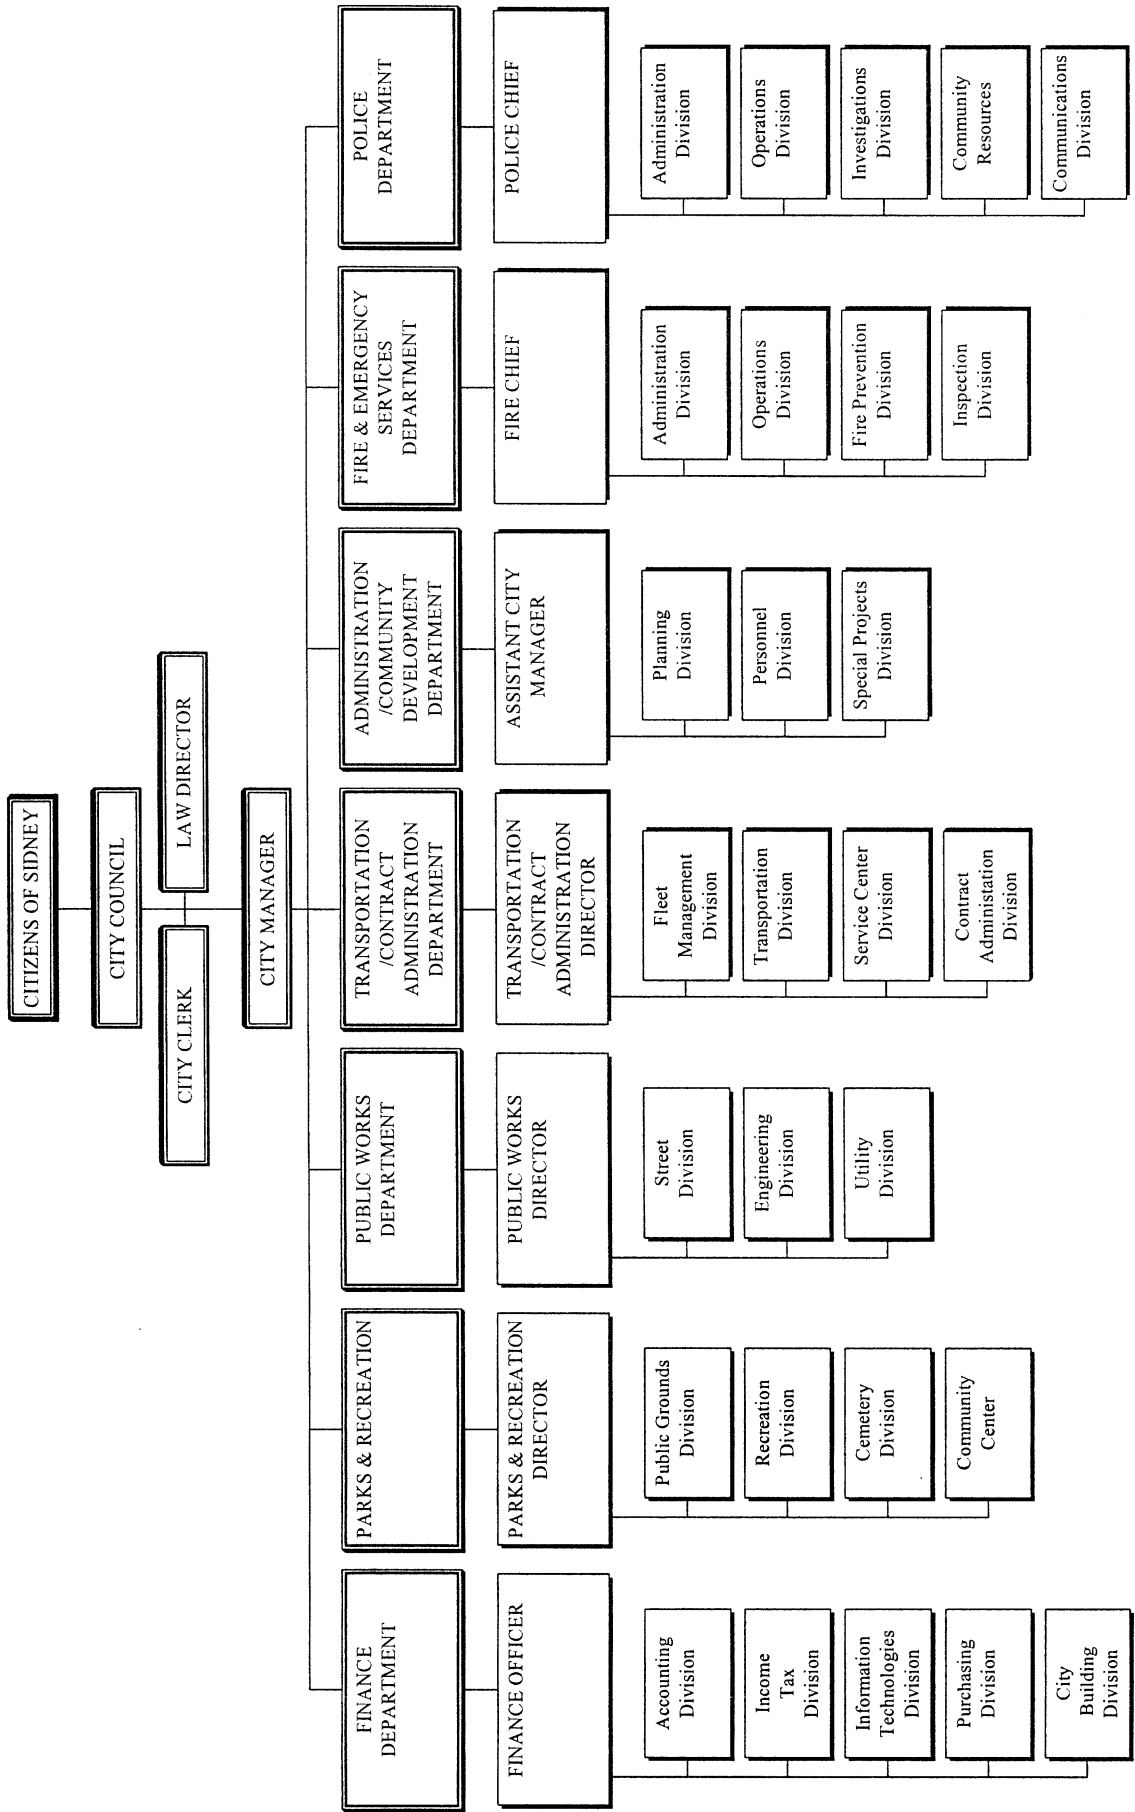 CITIZENS OF SIDNEY
CITY COUNCIL
CITY CLERK
LAW DIRECTOR
CITY MANAGER
FINANCE
DEPARTMENT
PARKS & RECREATION
PUBLIC WORKS
DEPARTMENT
TRANSPORTATION
/CONTRACT
ADMINISTRATION
DEPARTMENT
ADMINISTRATION
/COMMUNITY
DEVELOPMENT
DEPARTMENT
FIRE & EMERGENCY
SERVICES
DEPARTMENT
POLICE
DEPARTMENT
FINANCE OFFICER
PARKS & RECREATION
DIRECTOR
PUBLIC WORKS
DIRECTOR
TRANSPORTATION
/CONTRACT
ADMINISTRATION
DIRECTOR
ASSISTANT CITY
MANAGER
FIRE CHIEF
POLICE CHIEF
Accounting
Division
Income
Tax
Division
Information
Technologies
Division
Purchasing
Division
City
Building
Division
Public Grounds
Division
Recreation
Division
Cemetery
Division
Community
Center
Street
Division
Engineering
Division
Utility
Division
Fleet
Management
Division
Transportation
Division
Service Center
Division
Contract
Administation
Division
Planning
Division
Personnel
Division
Special Projects
Division
Administration
Division
Operations
Division
Fire Prevention
Division
Inspection
Division
Administration
Division
Operations
Division
Investigations
Division
Community
Resources
Communications
Division